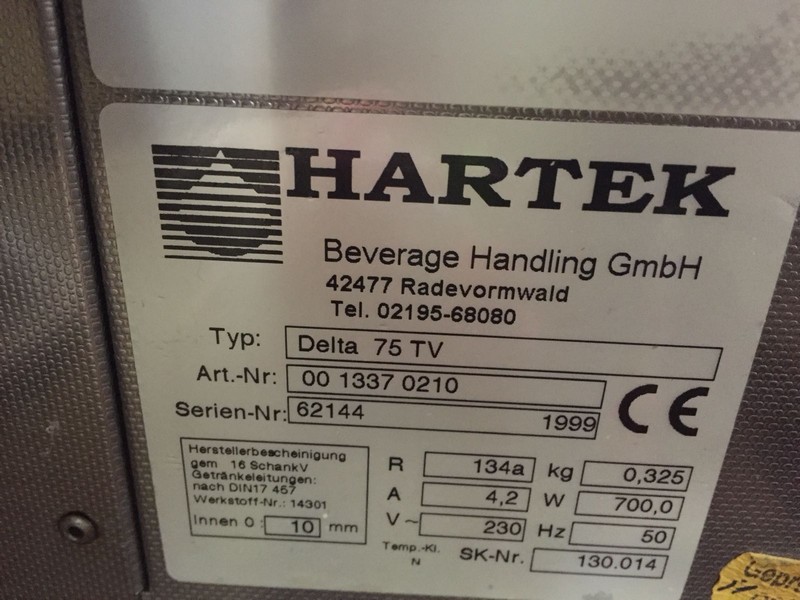 HARTEK
Beverage Handling GmbH
42477 Radevormwald
Tel. 02195-68080
Typ: Delta 75 TV
Art.-Nr: 00 1337 0210
Serien-Nr: 62144 1999
CE
Herstellerbescheinigung
gem 16 SchankV
Getränkeleitungen:
nach DIN17 457
Werkstoff-Nr.: 14301
Innen 0: 10 mm
R 134a kg 0,325
A 4,2 W 700,0
V~ 230 Hz 50
Temp.-Kl. N SK-Nr. 130.014